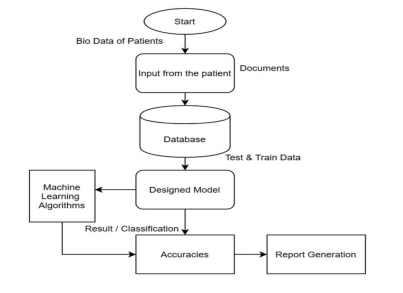 Start
Bio Data of Patients
Input from the patient
Documents
Database
Test & Train Data
Machine
Learning
Algorithms
Designed Model
Result / Classification
Accuracies
Report Generation